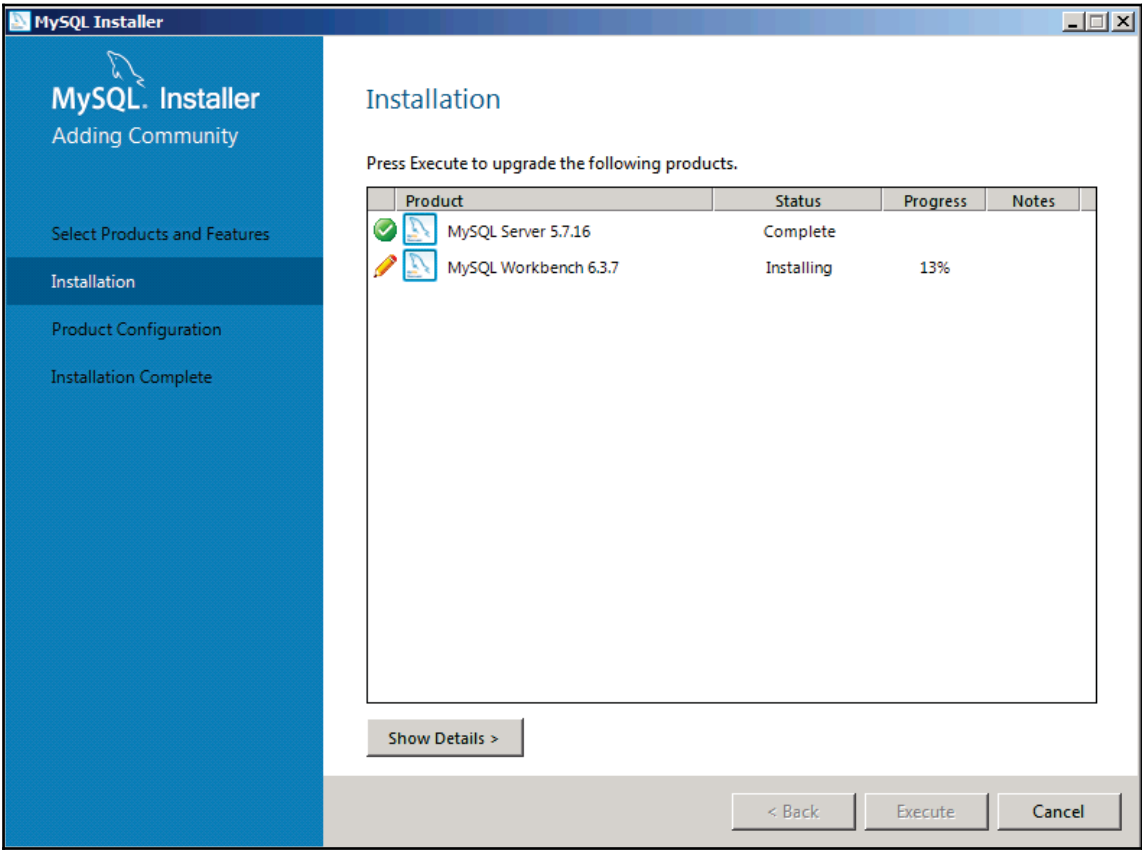 MySQL Installer
MySQL. Installer
Adding Community
Select Products and Features
Installation
Product Configuration
Installation Complete
Installation
Press Execute to upgrade the following products.
Product Status Progress Notes
MySQL Server 5.7.16 Complete
MySQL Workbench 6.3.7 Installing 13%
Show Details >
< Back Execute Cancel